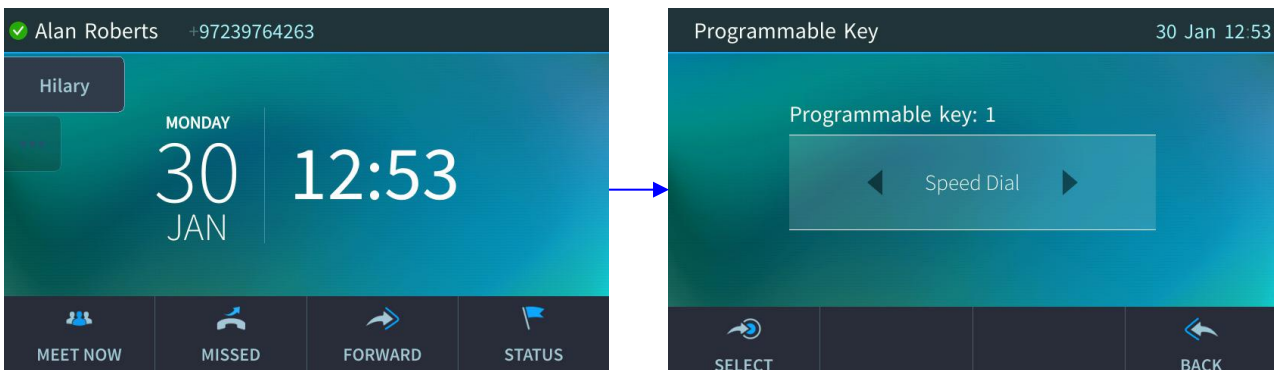 Alan Roberts +97239764263
Hilary
MONDAY
30
JAN
12:53
MEET NOW MISSED FORWARD STATUS
Programmable Key 30 Jan 12:53
Programmable key: 1
Speed Dial
SELECT BACK